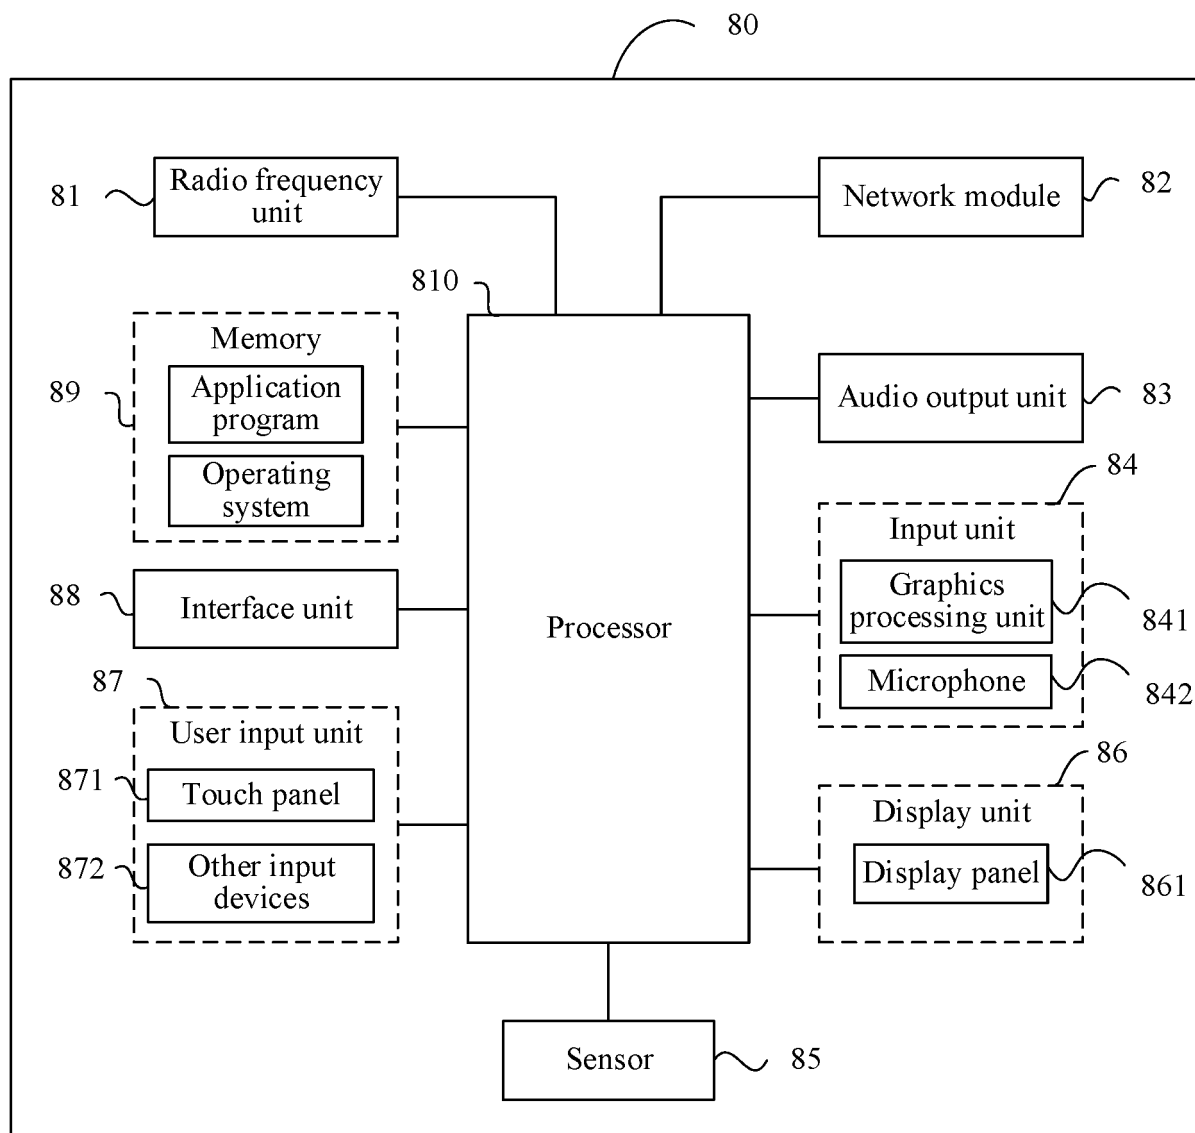 80
81
Radio frequency
unit
Network module
82
810
Memory
Application
program
Operating
system
89
Audio output unit
83
84
Input unit
Graphics
processing unit
841
Microphone
842
88
Interface unit
Processor
87
User input unit
871
Touch panel
872
Other input
devices
86
Display unit
Display panel
861
Sensor
85